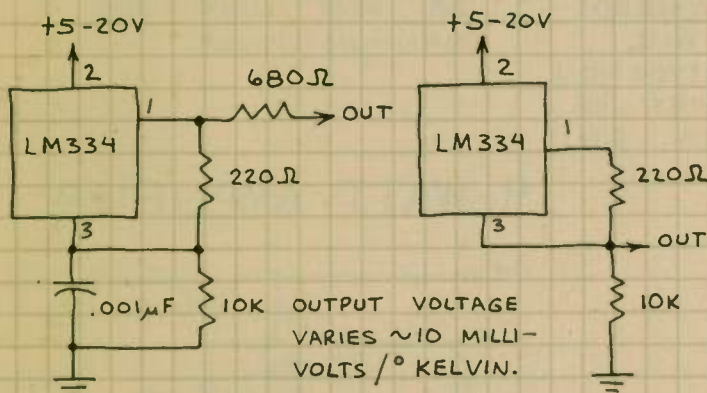 +5-20V
2
LM334
1
680Ω
OUT
220Ω
3
.001µF
10K
+5-20V
2
LM334
1
220Ω
3
OUT
10K
OUTPUT VOLTAGE
VARIES ~10 MILLI-
VOLTS/° KELVIN.